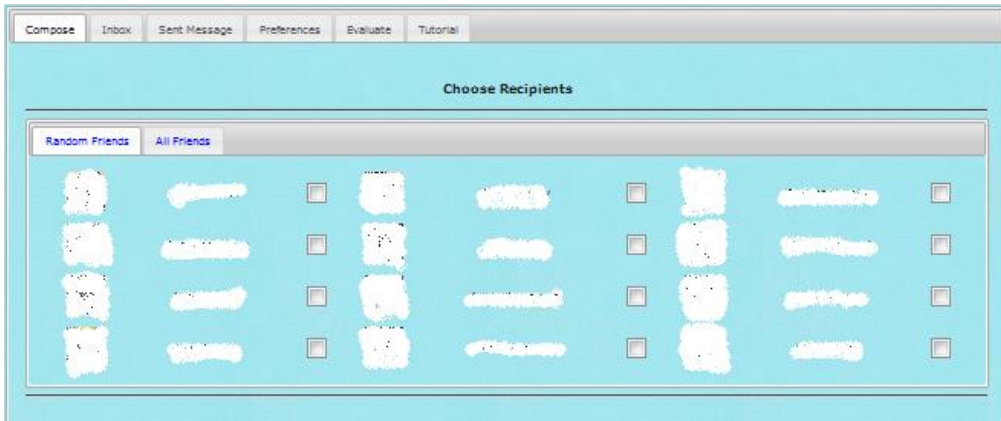 Compose Inbox Sent Message Preferences Evaluate Tutorial
Choose Recipients
Random Friends All Friends